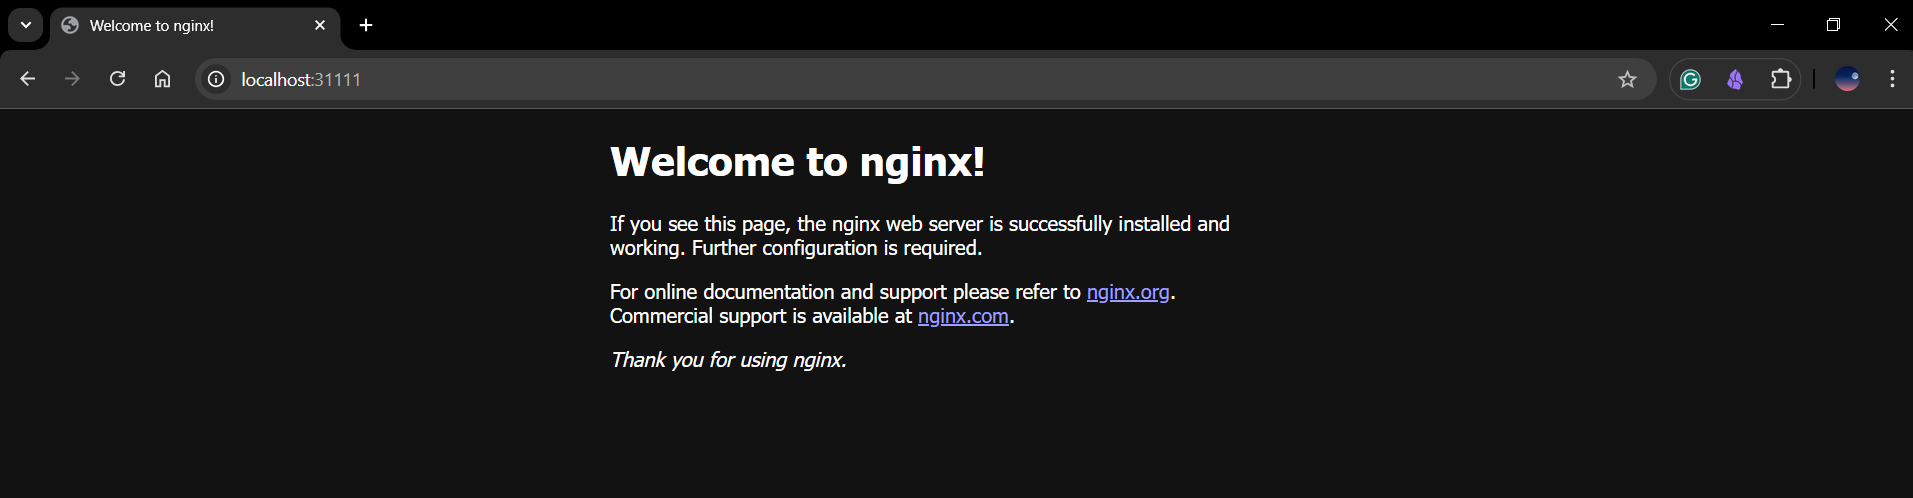 Welcome to nginx!
localhost:31111
Welcome to nginx!
If you see this page, the nginx web server is successfully installed and
working. Further configuration is required.
For online documentation and support please refer to nginx.org.
Commercial support is available at nginx.com.
Thank you for using nginx.